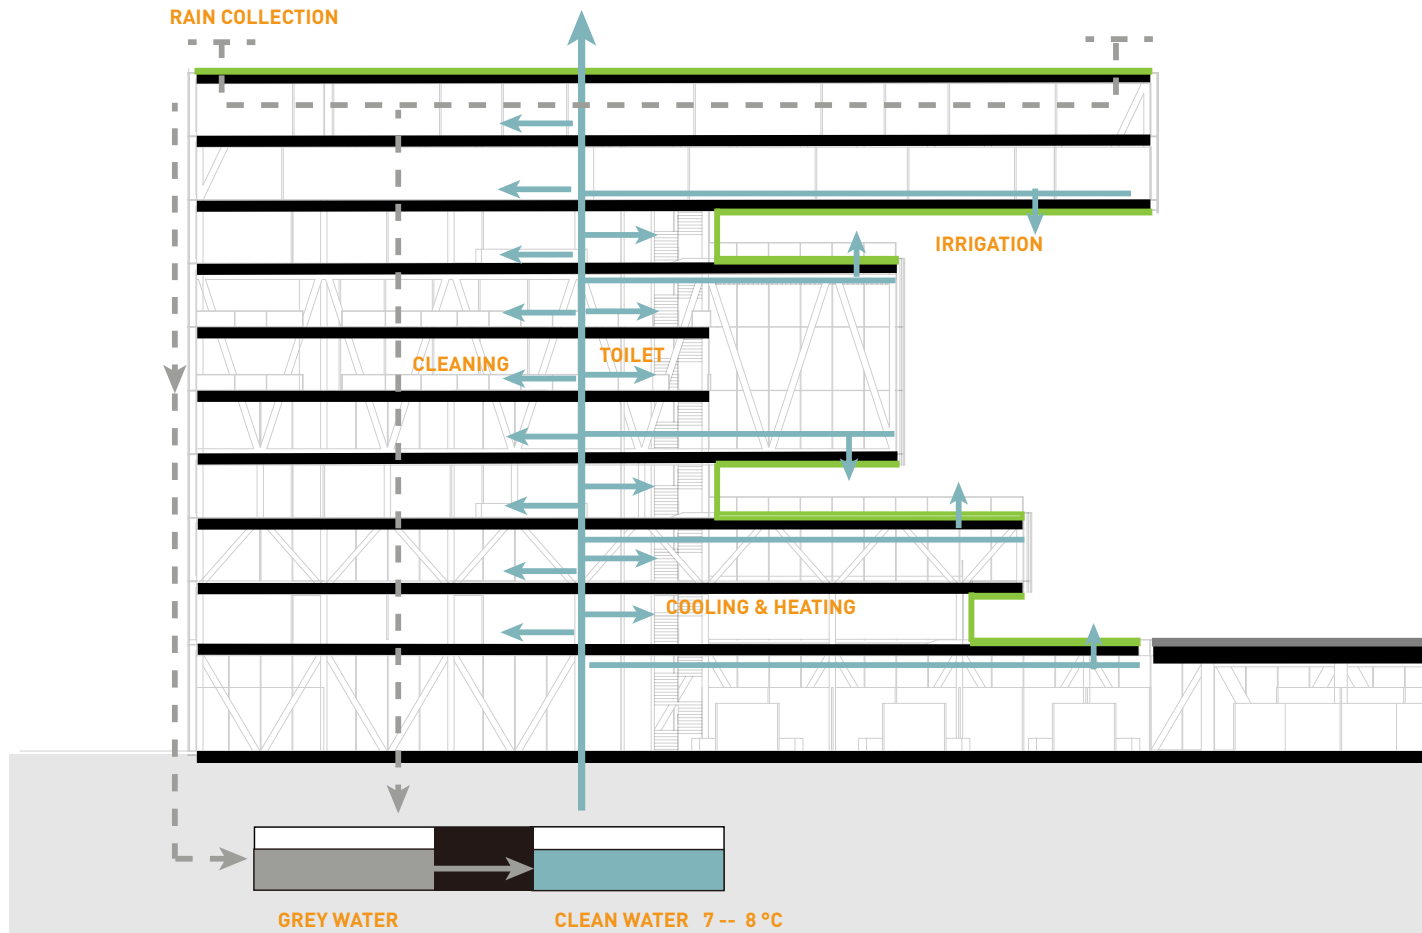 RAIN COLLECTION
IRRIGATION
CLEANING
TOILET
COOLING & HEATING
GREY WATER
CLEAN WATER 7 -- 8 °C